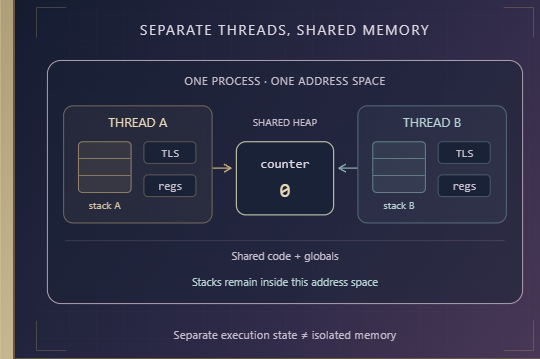 SEPARATE THREADS, SHARED MEMORY
ONE PROCESS · ONE ADDRESS SPACE
THREAD A
TLS
regs
stack A
SHARED HEAP
counter
0
THREAD B
TLS
regs
stack B
Shared code + globals
Stacks remain inside this address space
Separate execution state ≠ isolated memory